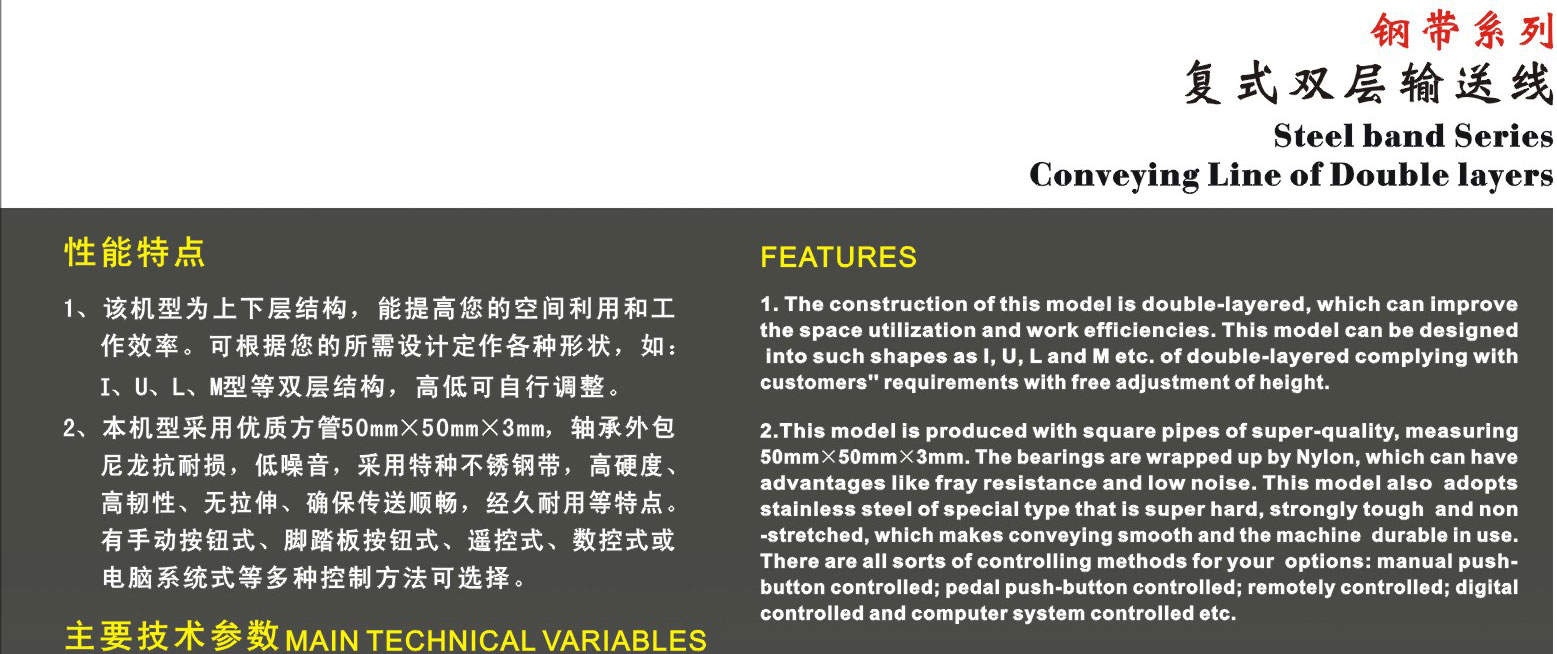 钢带系列
复式双层输送线
Steel band Series
Conveying Line of Double layers
性能特点
1、该机型为上下层结构，能提高您的空间利用和工
作效率。可根据您的所需设计定作各种形状，如：
I、U、L、M型等双层结构，高低可自行调整。
2、本机型采用优质方管50mm×50mm×3mm，轴承外包
尼龙抗耐损，低噪音，采用特种不锈钢带，高硬度、
高韧性、无拉伸、确保传送顺畅，经久耐用等特点。
有手动按钮式、脚踏板按钮式、遥控式、数控式或
电脑系统式等多种控制方法可选择。
主要技术参数 MAIN TECHNICAL VARIABLES
FEATURES
1. The construction of this model is double-layered, which can improve
the space utilization and work efficiencies. This model can be designed
into such shapes as I, U, L and M etc. of double-layered complying with
customers'' requirements with free adjustment of height.
2.This model is produced with square pipes of super-quality, measuring
50mm×50mm×3mm. The bearings are wrapped up by Nylon, which can have
advantages like fray resistance and low noise. This model also adopts
stainless steel of special type that is super hard, strongly tough and non
-stretched, which makes conveying smooth and the machine durable in use.
There are all sorts of controlling methods for your options: manual push-
button controlled; pedal push-button controlled; remotely controlled; digital
controlled and computer system controlled etc.